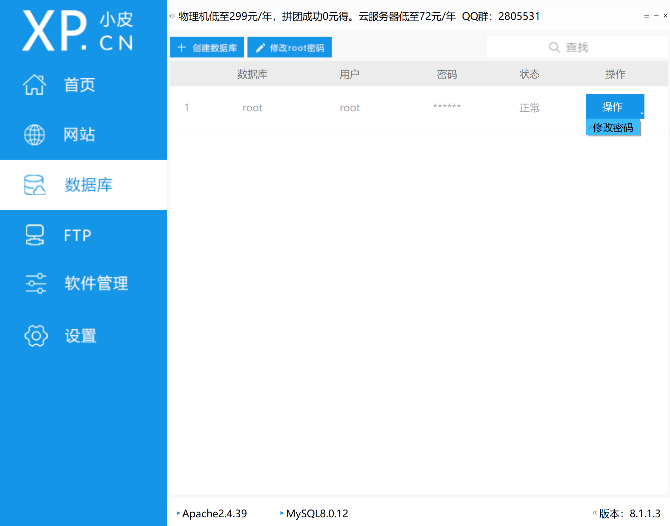 XP.CN 小皮
物理机低至299元/年，拼团成功0元得。云服务器低至72元/年 QQ群：2805531
首页
网站
数据库
FTP
软件管理
设置
创建数据库 修改root密码 查找
数据库 用户 密码 状态 操作
1 root root ****** 正常 操作
修改密码
Apache2.4.39 MySQL8.0.12 版本：8.1.1.3